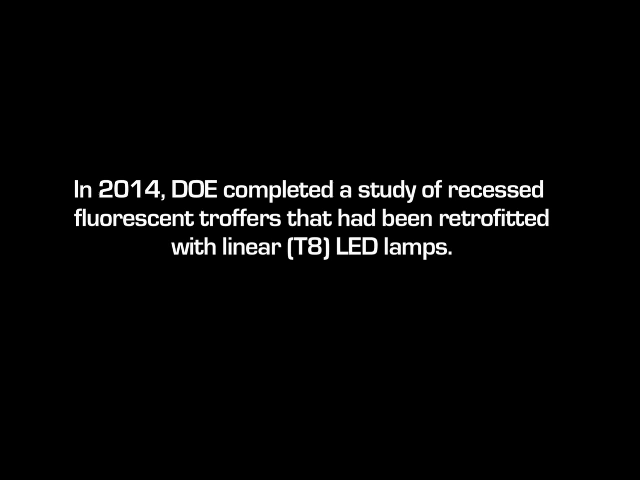 In 2014, DOE completed a study of recessed
fluorescent troffers that had been retrofitted
with linear (T8) LED lamps.